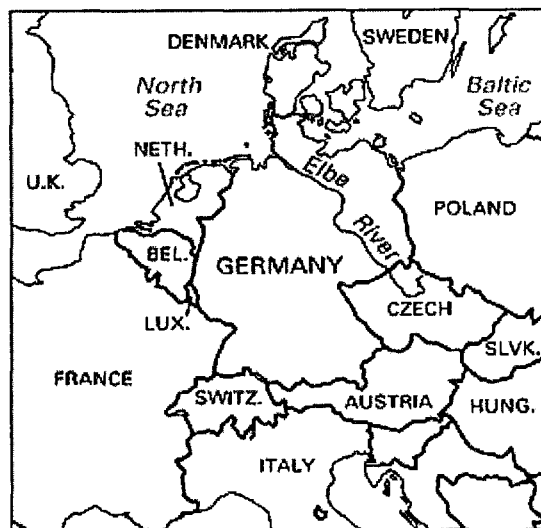 DENMARK
SWEDEN
North
Sea
Baltic
Sea
NETH.
Elbe
U.K.
POLAND
River
BEL.
GERMANY
CZECH
LUX.
SLVK.
FRANCE
SWITZ.
AUSTRIA
HUNG.
ITALY